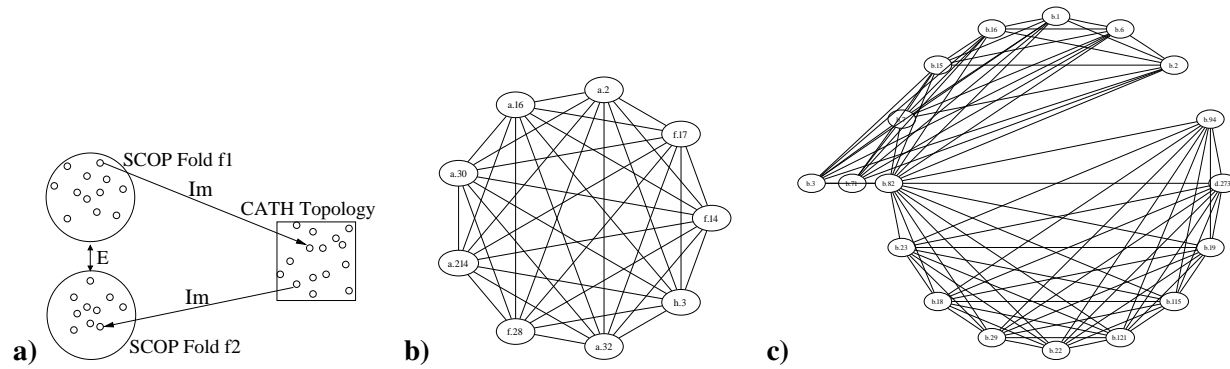 SCOP Fold f1
Im
CATH Topology
E
Im
SCOP Fold f2
a)
a.2
a.16
f.17
a.30
f.14
a.214
h.3
f.28
a.32
b)
b.1
b.16
b.6
b.15
b.2
b.94
b.3
b.71
b.82
d.273
b.23
b.19
b.18
b.115
b.29
b.121
b.22
c)